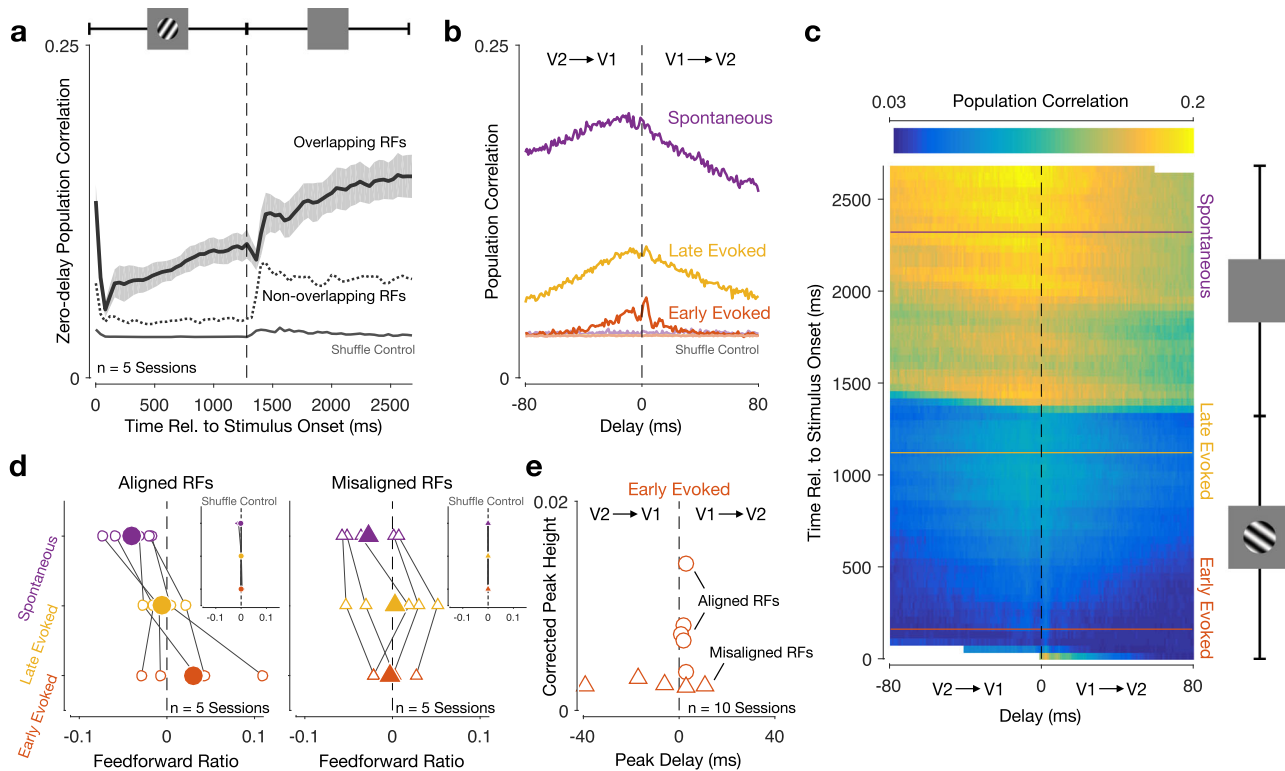 a
0.25
Zero-delay Population Correlation
Overlapping RFs
Non-overlapping RFs
Shuffle Control
n = 5 Sessions
0
0
500
1000
1500
2000
2500
Time Rel. to Stimulus Onset (ms)
b
0.25
V2 → V1
V1 → V2
Population Correlation
Spontaneous
Late Evoked
Early Evoked
Shuffle Control
0
-80
0
80
Delay (ms)
c
0.03
Population Correlation
0.2
Time Rel. to Stimulus Onset (ms)
2500
2000
1500
1000
500
0
Spontaneous
Late Evoked
Early Evoked
-80
0
80
V2 → V1
V1 → V2
Delay (ms)
d
Aligned RFs
Shuffle Control
-0.1
0
0.1
Spontaneous
Late Evoked
Early Evoked
n = 5 Sessions
-0.1
0
0.1
Feedforward Ratio
Misaligned RFs
Shuffle Control
-0.1
0
0.1
n = 5 Sessions
-0.1
0
0.1
Feedforward Ratio
e
Early Evoked
0.02
V2 → V1
V1 → V2
Corrected Peak Height
Aligned RFs
Misaligned RFs
n = 10 Sessions
0
-40
0
40
Peak Delay (ms)